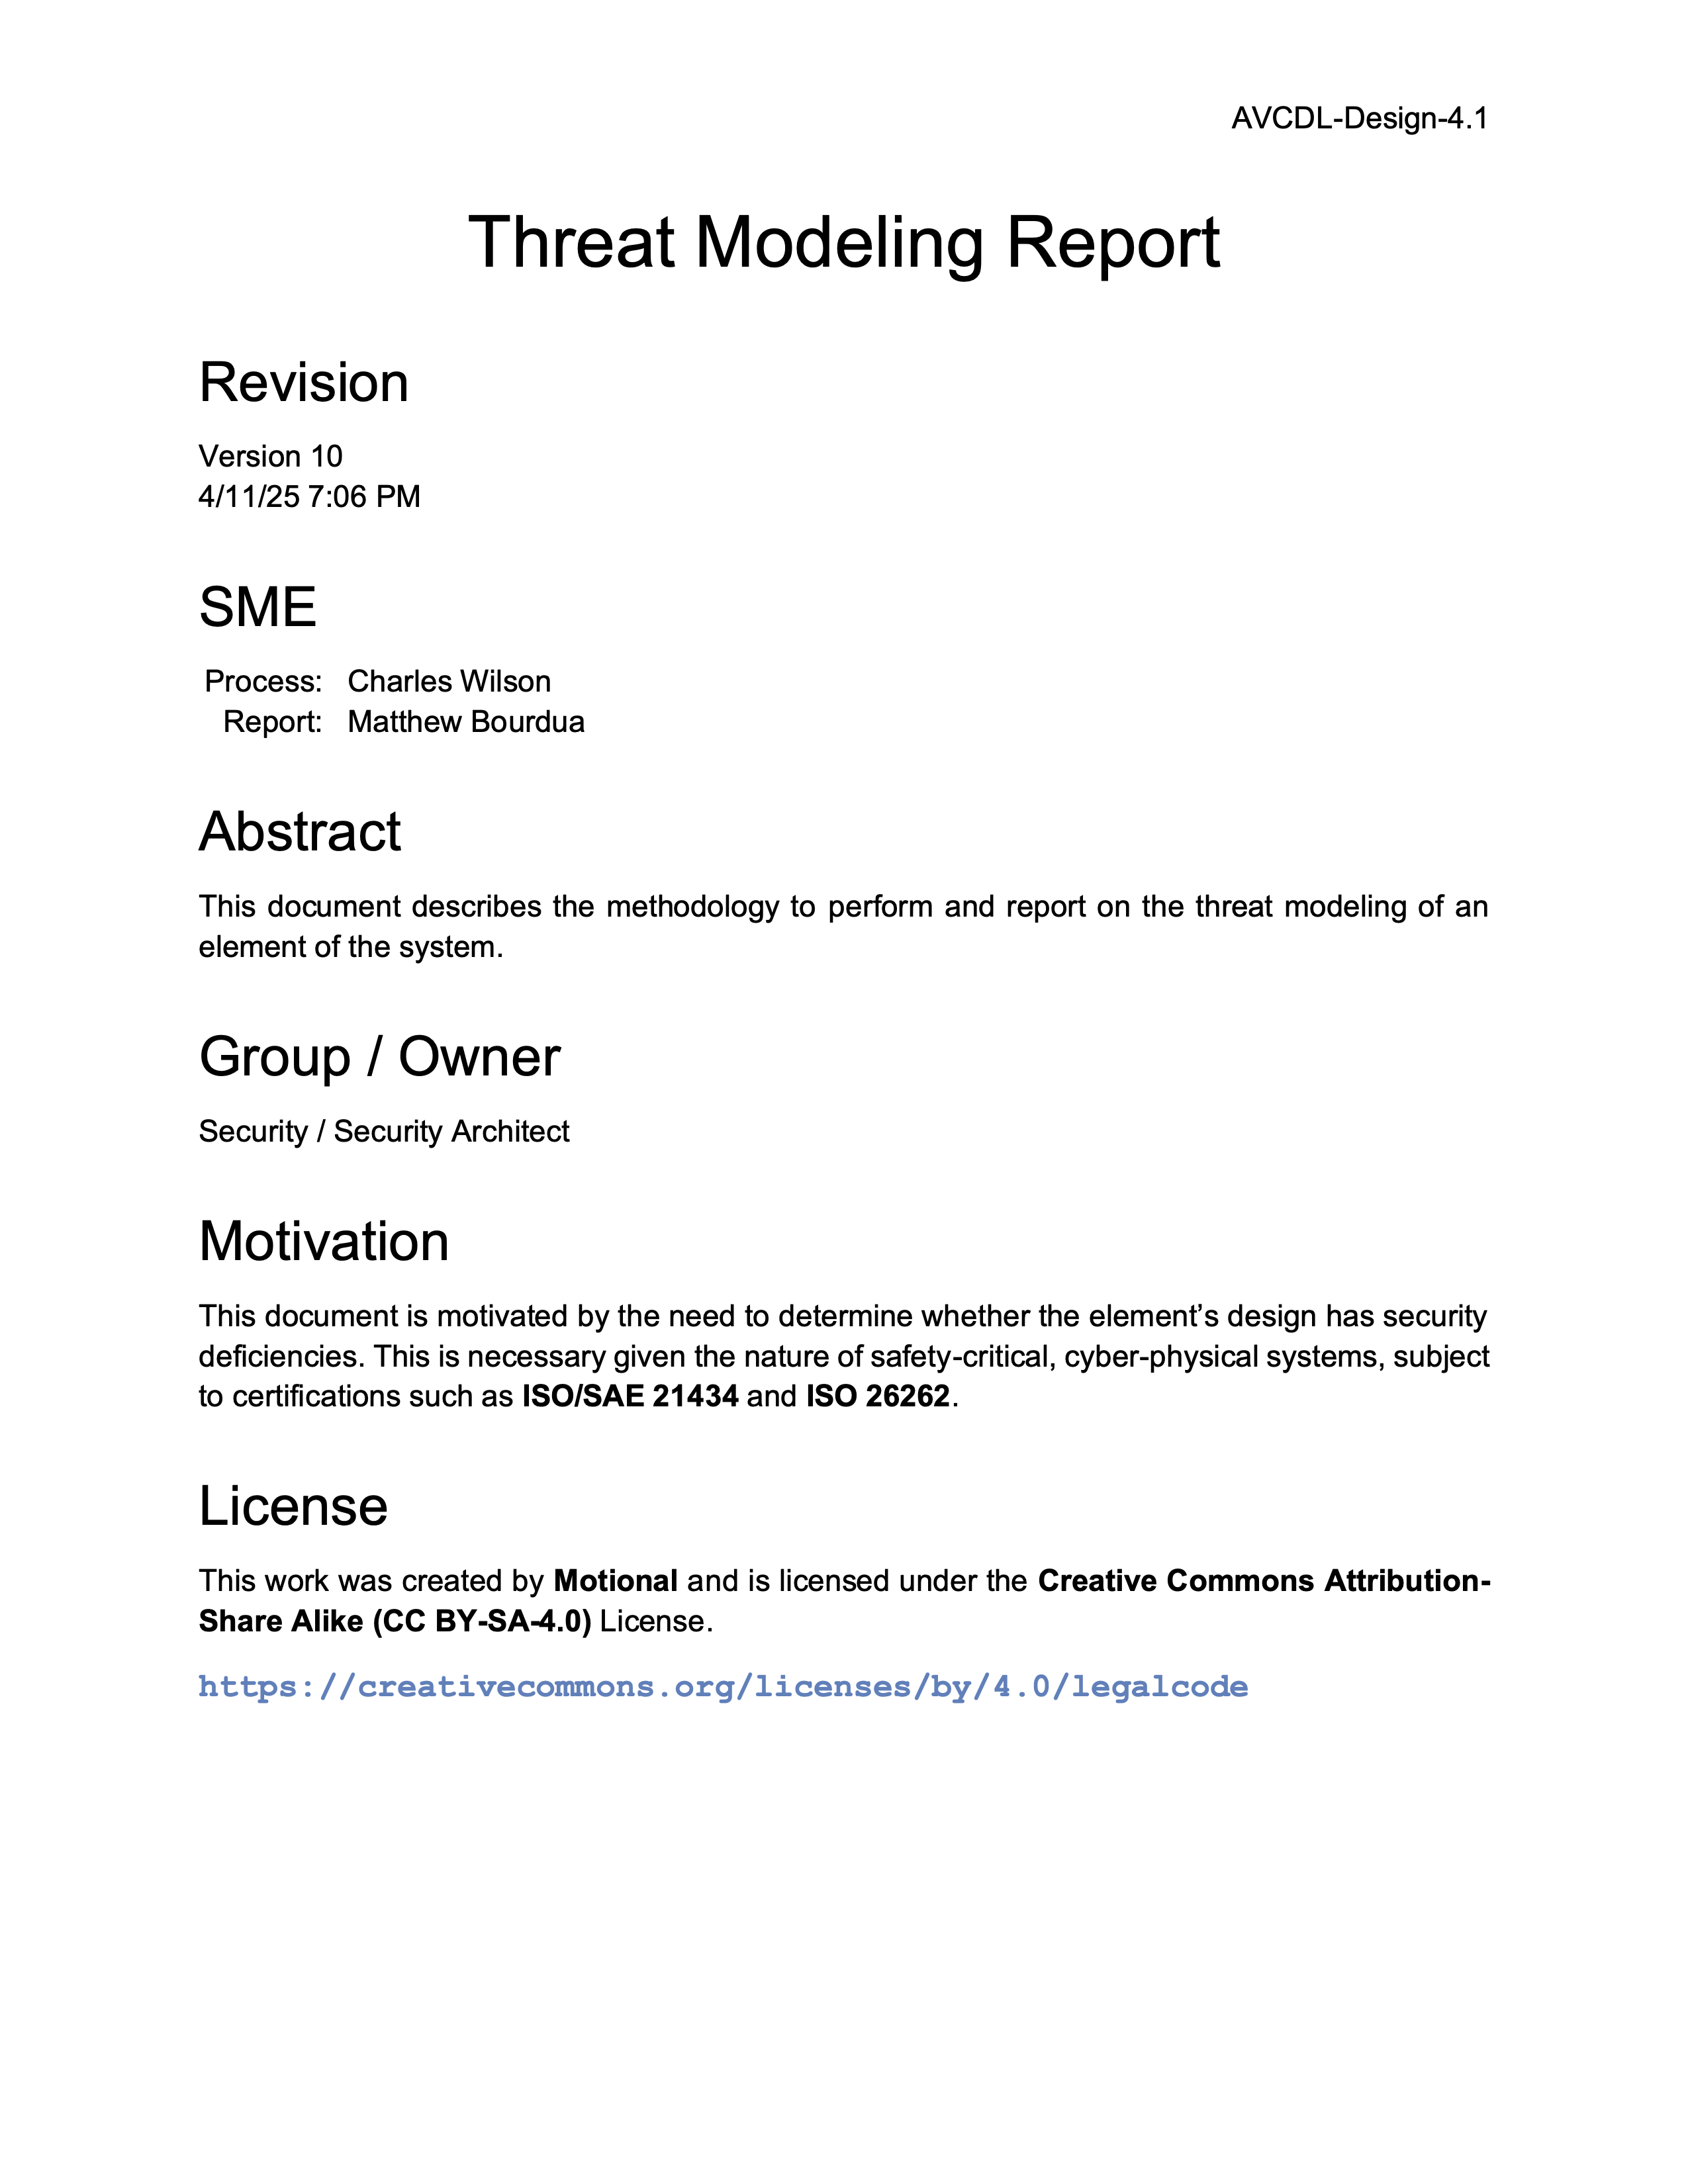 AVCDL-Design-4.1
Threat Modeling Report
Revision
Version 10
4/11/25 7:06 PM
SME
Process: Charles Wilson
Report: Matthew Bourdua
Abstract
This document describes the methodology to perform and report on the threat modeling of an
element of the system.
Group / Owner
Security / Security Architect
Motivation
This document is motivated by the need to determine whether the element’s design has security
deficiencies. This is necessary given the nature of safety-critical, cyber-physical systems, subject
to certifications such as ISO/SAE 21434 and ISO 26262.
License
This work was created by Motional and is licensed under the Creative Commons Attribution-
Share Alike (CC BY-SA-4.0) License.
https://creativecommons.org/licenses/by/4.0/legalcode